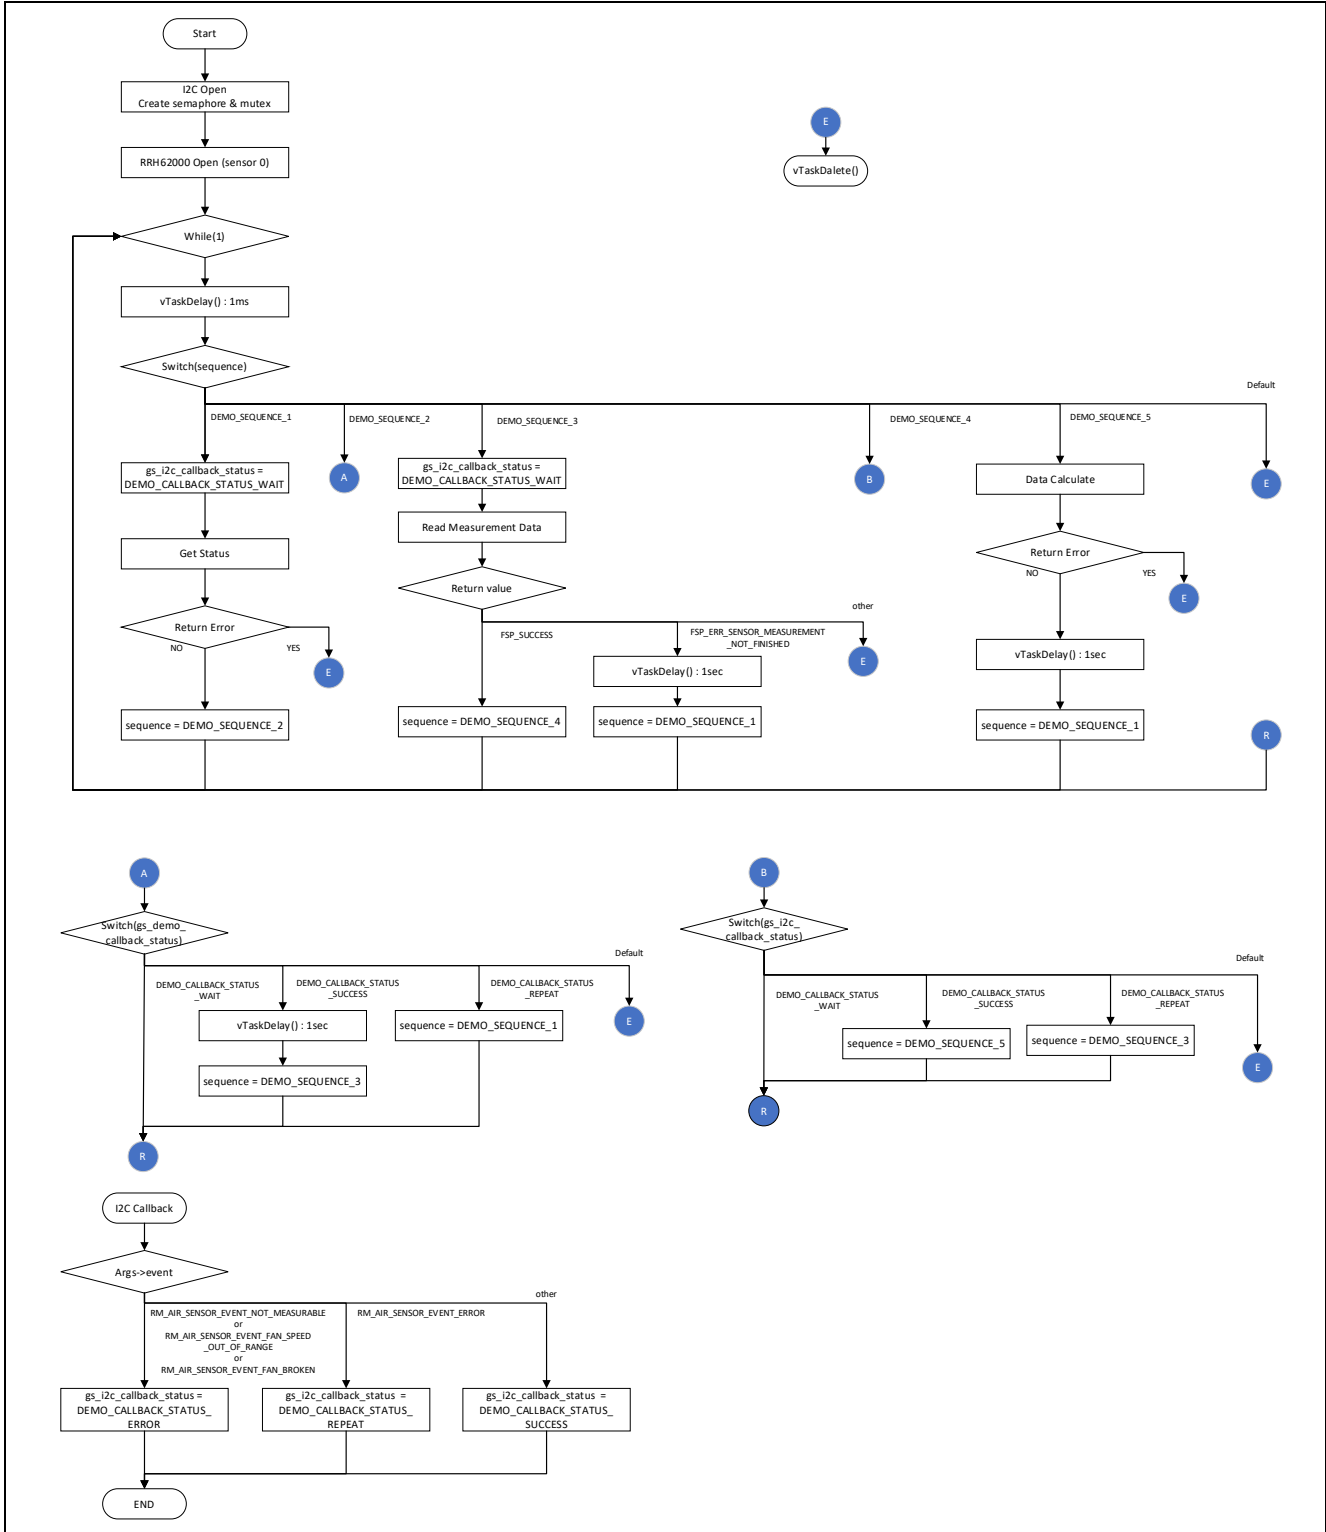 Start
I2C Open
Create semaphore & mutex
E
RRH62000 Open (sensor 0)
vTaskDalete()
While(1)
vTaskDelay() : 1ms
Switch(sequence)
Default
DEMO_SEQUENCE_1
DEMO_SEQUENCE_2
DEMO_SEQUENCE_3
DEMO_SEQUENCE_4
DEMO_SEQUENCE_5
gs_i2c_callback_status =
DEMO_CALLBACK_STATUS_WAIT
A
gs_i2c_callback_status =
DEMO_CALLBACK_STATUS_WAIT
B
Data Calculate
E
Get Status
Read Measurement Data
Return Error
NO
YES
E
Return value
Return Error
NO
YES
E
FSP_SUCCESS
FSP_ERR_SENSOR_MEASUREMENT
_NOT_FINISHED
other
E
vTaskDelay() : 1sec
vTaskDelay() : 1sec
sequence = DEMO_SEQUENCE_2
sequence = DEMO_SEQUENCE_4
sequence = DEMO_SEQUENCE_1
sequence = DEMO_SEQUENCE_1
R
A
Switch(gs_demo_
callback_status)
Default
DEMO_CALLBACK_STATUS
_WAIT
DEMO_CALLBACK_STATUS
_SUCCESS
DEMO_CALLBACK_STATUS
_REPEAT
vTaskDelay() : 1sec
sequence = DEMO_SEQUENCE_1
E
sequence = DEMO_SEQUENCE_3
R
B
Switch(gs_i2c_
callback_status)
Default
DEMO_CALLBACK_STATUS
_WAIT
DEMO_CALLBACK_STATUS
_SUCCESS
DEMO_CALLBACK_STATUS
_REPEAT
sequence = DEMO_SEQUENCE_5
sequence = DEMO_SEQUENCE_3
E
R
I2C Callback
Args->event
RM_AIR_SENSOR_EVENT_NOT_MEASURABLE
or
RM_AIR_SENSOR_EVENT_FAN_SPEED
_OUT_OF_RANGE
or
RM_AIR_SENSOR_EVENT_FAN_BROKEN
RM_AIR_SENSOR_EVENT_ERROR
other
gs_i2c_callback_status =
DEMO_CALLBACK_STATUS_
ERROR
gs_i2c_callback_status =
DEMO_CALLBACK_STATUS_
REPEAT
gs_i2c_callback_status =
DEMO_CALLBACK_STATUS_
SUCCESS
END